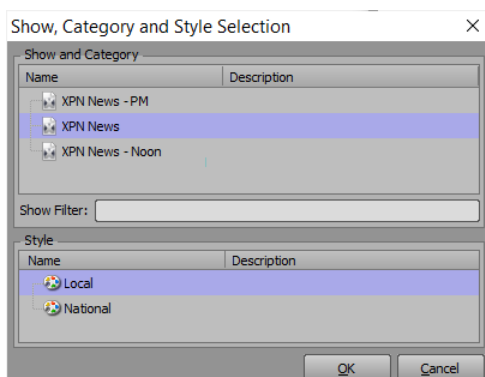 Show, Category and Style Selection
Show and Category
Name Description
XPN News - PM
XPN News
XPN News - Noon
Show Filter:
Style
Name Description
Local
National
OK Cancel